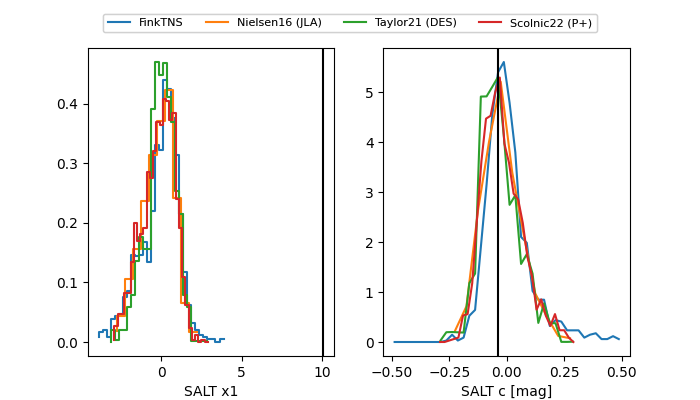 FinkTNS Nielsen16 (JLA) Taylor21 (DES) Scolnic22 (P+)
0.4
0.3
0.2
0.1
0.0
0 5 10
SALT x1
5
4
3
2
1
0
−0.50 −0.25 0.00 0.25 0.50
SALT c [mag]